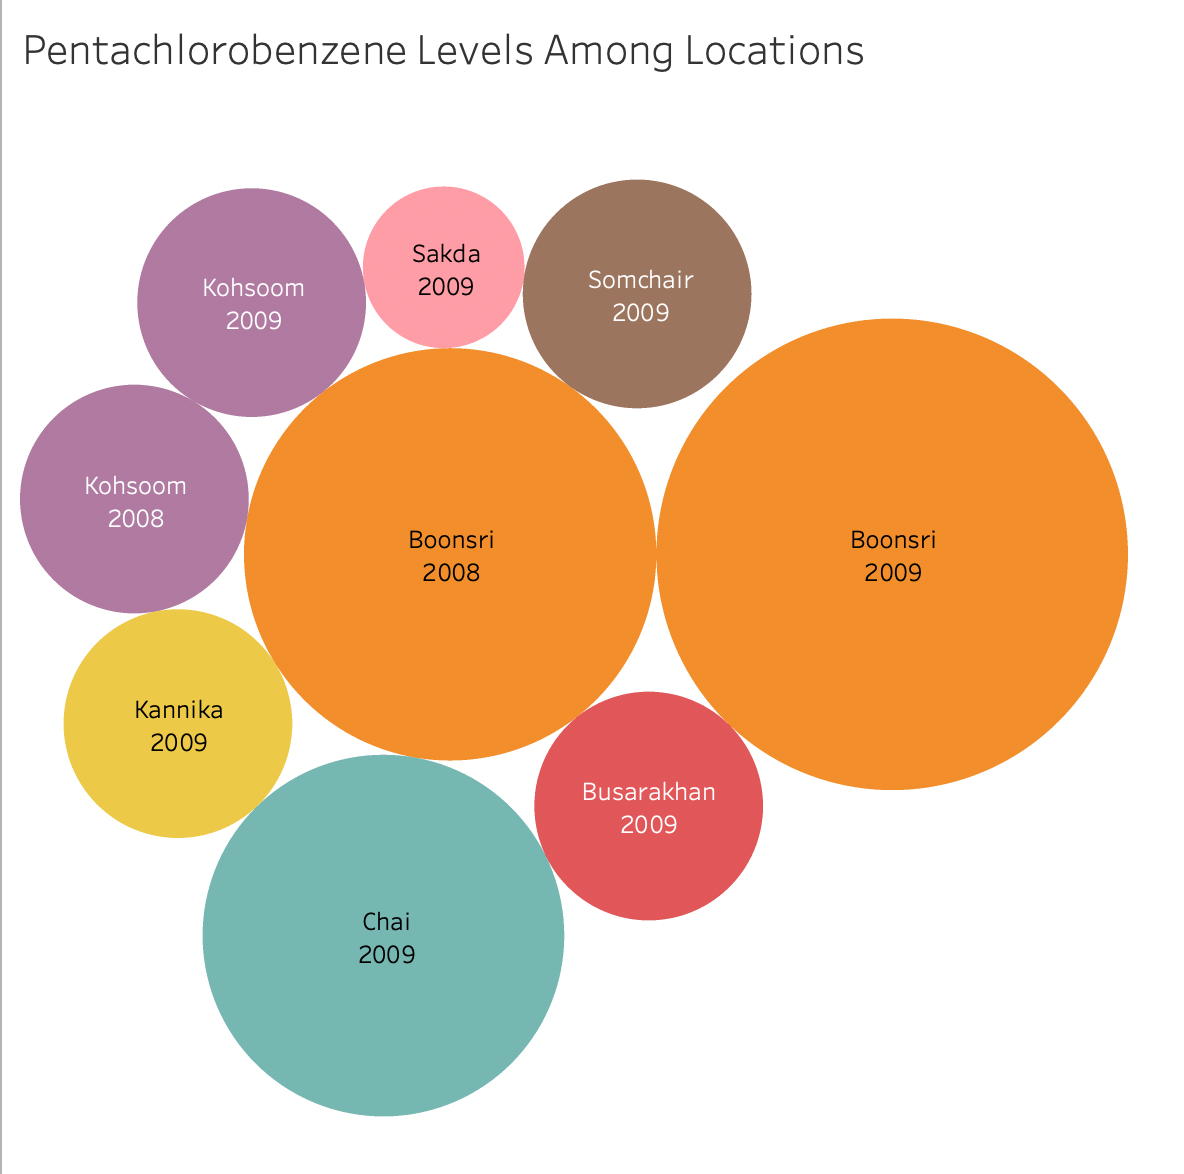 Pentachlorobenzene Levels Among Locations
Kohsoom
2009
Sakda
2009
Somchair
2009
Kohsoom
2008
Boonsri
2008
Boonsri
2009
Kannika
2009
Busarakhan
2009
Chai
2009